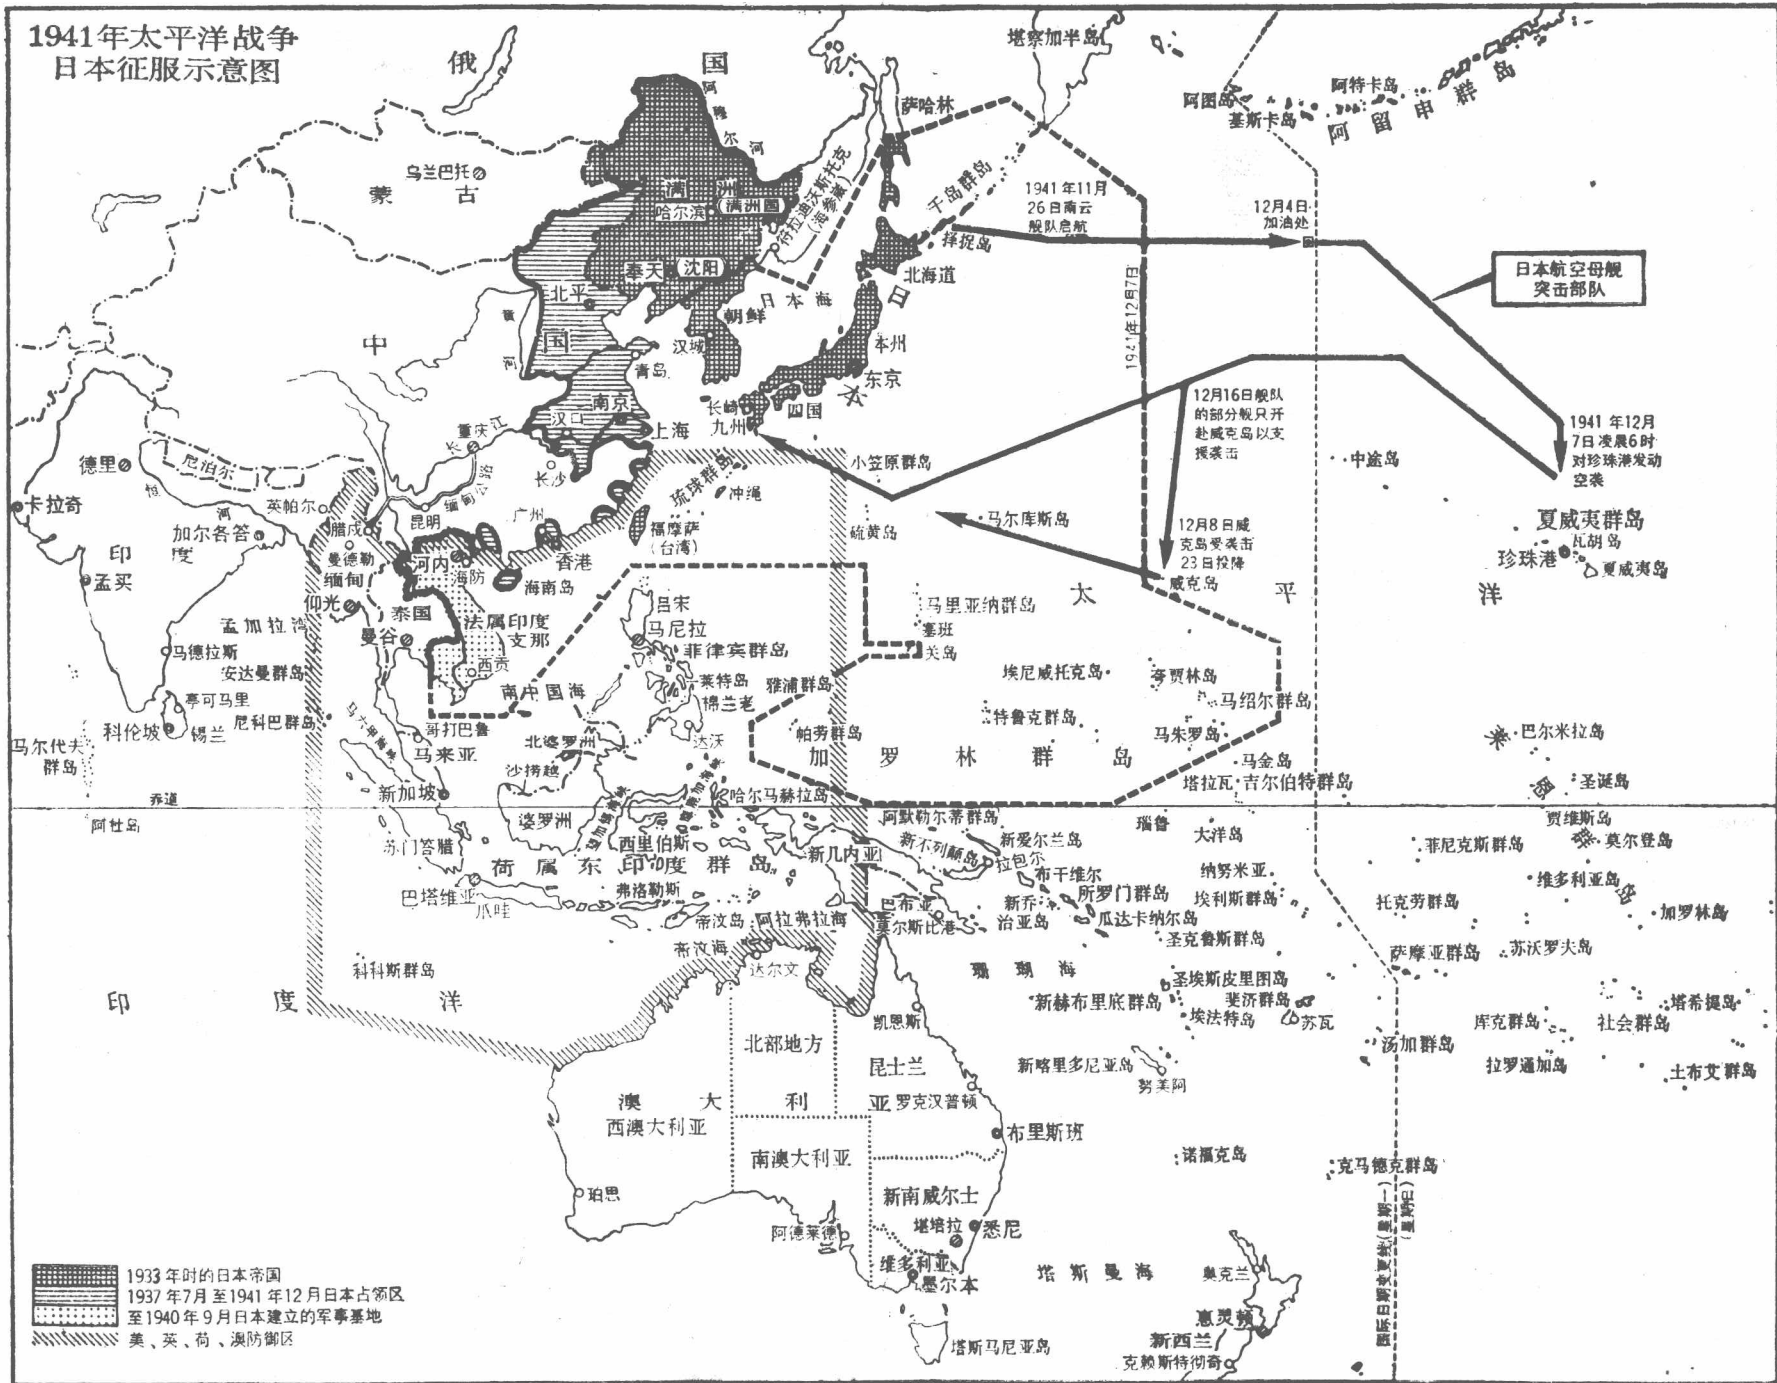 1941年太平洋战争
日本征服示意图
俄
国
堪察加半岛
阿图岛
基斯卡岛
阿特卡岛
阿留申群岛
萨哈林
阿穆尔河
乌兰巴托
蒙古
满洲
哈尔滨
(满洲国)
符拉迪沃斯托克
(海参崴)
千岛群岛
1941年11月
26日南云
舰队启航
择捉岛
12月4日
加油处
日本航空母舰
突击部队
奉天
(沈阳)
北海道
日本海
1941年12月7日
北平
朝鲜
汉城
黄河
中
国
青岛
本州
日本
东京
四国
长崎
九州
南京
汉口
上海
重庆
长江
长沙
12月16日舰队
的部分舰只开
赴威克岛以支
援袭击
1941年12月
7日凌晨6时
对珍珠港发动
空袭
德里
尼泊尔
恒
河
卡拉奇
英帕尔
缅甸公路
昆明
小笠原群岛
琉球群岛
冲绳
中途岛
加尔各答
腊戍
曼德勒
缅甸
广州
福摩萨
(台湾)
硫黄岛
马尔库斯岛
12月8日威
克岛受袭击
23日投降
威克岛
夏威夷群岛
瓦胡岛
珍珠港
夏威夷岛
印度
孟买
河内
海防
香港
海南岛
仰光
泰国
法属印度
支那
吕宋
马里亚纳群岛
太平洋
孟加拉湾
曼谷
马尼拉
塞班
关岛
马德拉斯
安达曼群岛
西贡
菲律宾群岛
埃尼威托克岛
夸贾林岛
亭可马里
南中国海
莱特岛
棉兰老
雅浦群岛
马绍尔群岛
科伦坡
锡兰
尼科巴群岛
马六甲海峡
哥打巴鲁
马来亚
北婆罗洲
达沃
帕劳群岛
特鲁克群岛
马朱罗岛
莱恩群岛
巴尔米拉岛
马尔代夫
群岛
沙捞越
加罗林群岛
马金岛
新加坡
塔拉瓦
吉尔伯特群岛
圣诞岛
赤道
哈尔马赫拉岛
阿杜岛
婆罗洲
望加锡海峡
西里伯斯
阿默勒尔蒂群岛
新爱尔兰岛
瑙鲁
大洋岛
贾维斯岛
苏门答腊
荷属东印度群岛
新几内亚
新不列颠岛
拉包尔
菲尼克斯群岛
莫尔登岛
巴塔维亚
爪哇
弗洛勒斯
布干维尔
纳努米亚
维多利亚岛
帝汶岛
阿拉弗拉海
巴布亚
莫尔斯比港
新乔
治亚岛
所罗门群岛
瓜达卡纳尔岛
埃利斯群岛
托克劳群岛
加罗林岛
帝汶海
圣克鲁斯群岛
科科斯群岛
达尔文
珊瑚海
萨摩亚群岛
苏沃罗夫岛
印度洋
圣埃斯皮里图岛
新赫布里底群岛
斐济群岛
埃法特岛
苏瓦
塔希提岛
凯恩斯
库克群岛
社会群岛
北部地方
昆士兰
新喀里多尼亚岛
努美阿
汤加群岛
拉罗通加岛
土布艾群岛
澳大利亚
罗克汉普顿
西澳大利亚
布里斯班
南澳大利亚
诺福克岛
克马德克群岛
珀思
新南威尔士
堪培拉
悉尼
阿德莱德
国际日期变更线
(星期一)
(星期日)
维多利亚
墨尔本
塔斯曼海
奥克兰
惠灵顿
新西兰
克赖斯特彻奇
塔斯马尼亚岛
1933年时的日本帝国
1937年7月至1941年12月日本占领区
至1940年9月日本建立的军事基地
美、英、荷、澳防御区